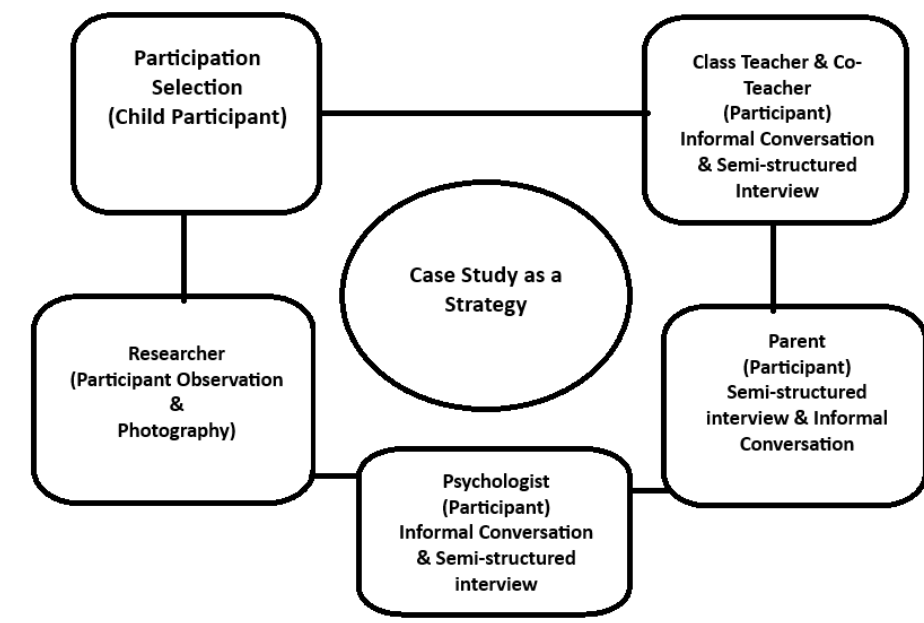 Participation
Selection
(Child Participant)
Class Teacher & Co-
Teacher
(Participant)
Informal Conversation
& Semi-structured
Interview
Case Study as a
Strategy
Researcher
(Participant Observation
&
Photography)
Parent
(Participant)
Semi-structured
interview & Informal
Conversation
Psychologist
(Participant)
Informal Conversation
& Semi-structured
interview